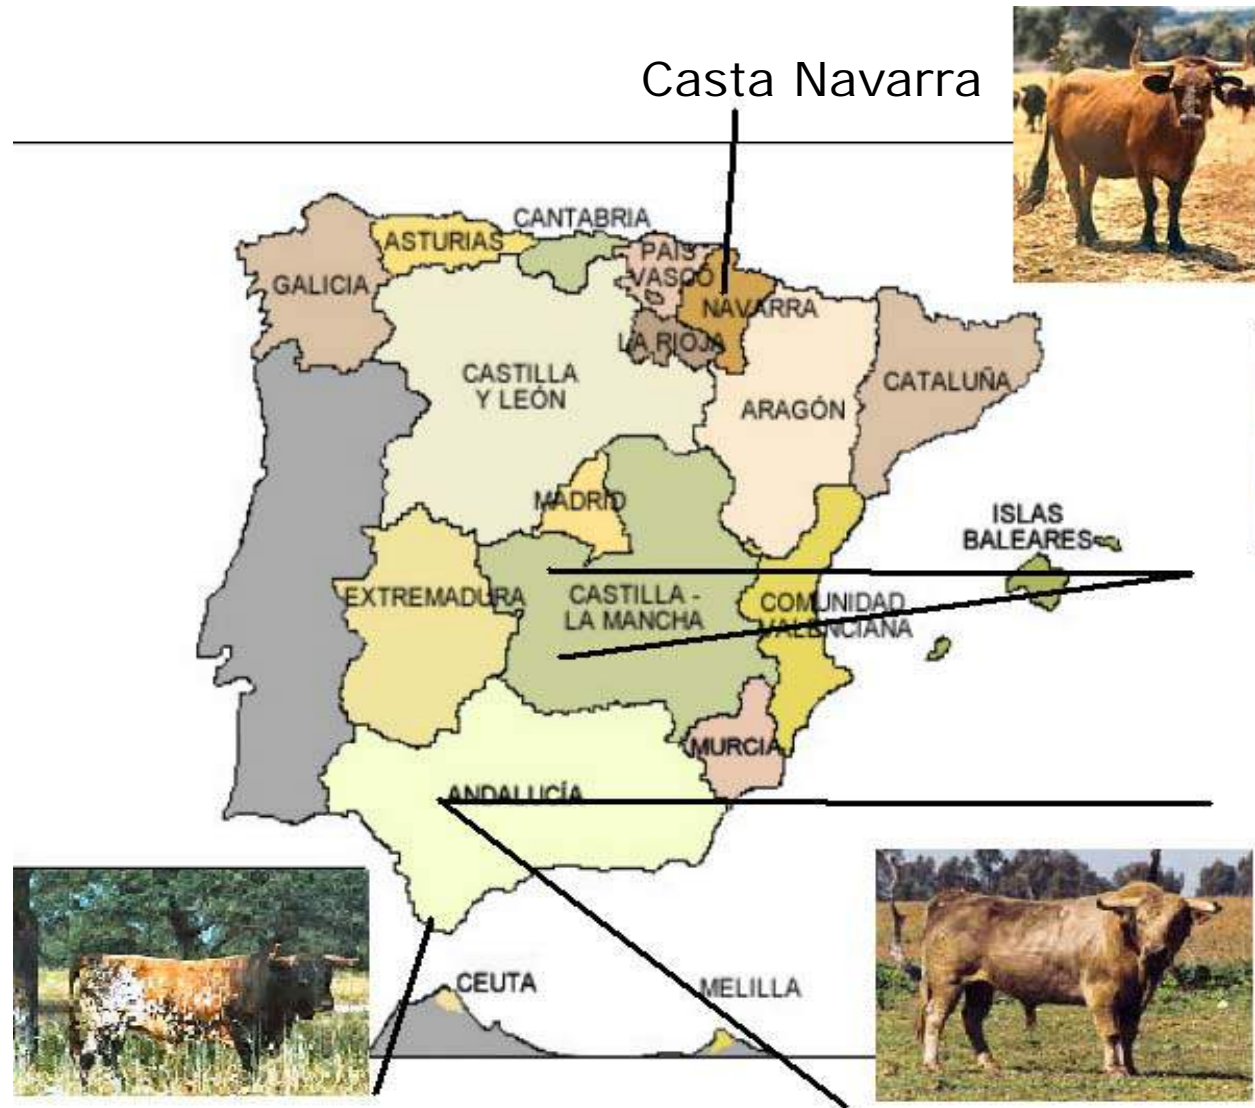 Casta Navarra
CANTABRIA
ASTURIAS
PAÍS
VASCO
GALICIA
NAVARRA
LA RIOJA
CASTILLA
Y LEÓN
CATALUÑA
ARAGÓN
MADRID
ISLAS
BALEARES
EXTREMADURA
CASTILLA -
LA MANCHA
COMUNIDAD
VALENCIANA
MURCIA
ANDALUCÍA
CEUTA
MELILLA